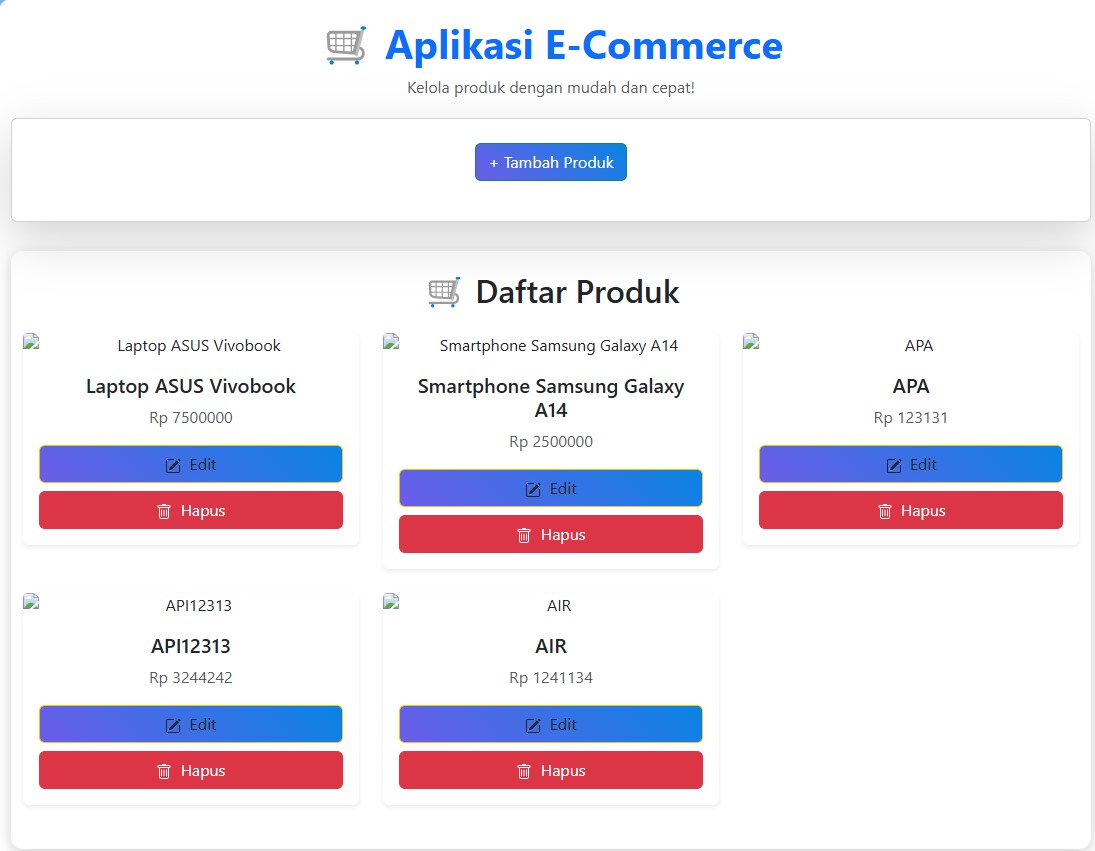 Aplikasi E-Commerce
Kelola produk dengan mudah dan cepat!
+ Tambah Produk
Daftar Produk
Laptop ASUS Vivobook
Laptop ASUS Vivobook
Rp 7500000
Edit
Hapus
Smartphone Samsung Galaxy A14
Smartphone Samsung Galaxy
A14
Rp 2500000
Edit
Hapus
APA
APA
Rp 123131
Edit
Hapus
API12313
API12313
Rp 3244242
Edit
Hapus
AIR
AIR
Rp 1241134
Edit
Hapus